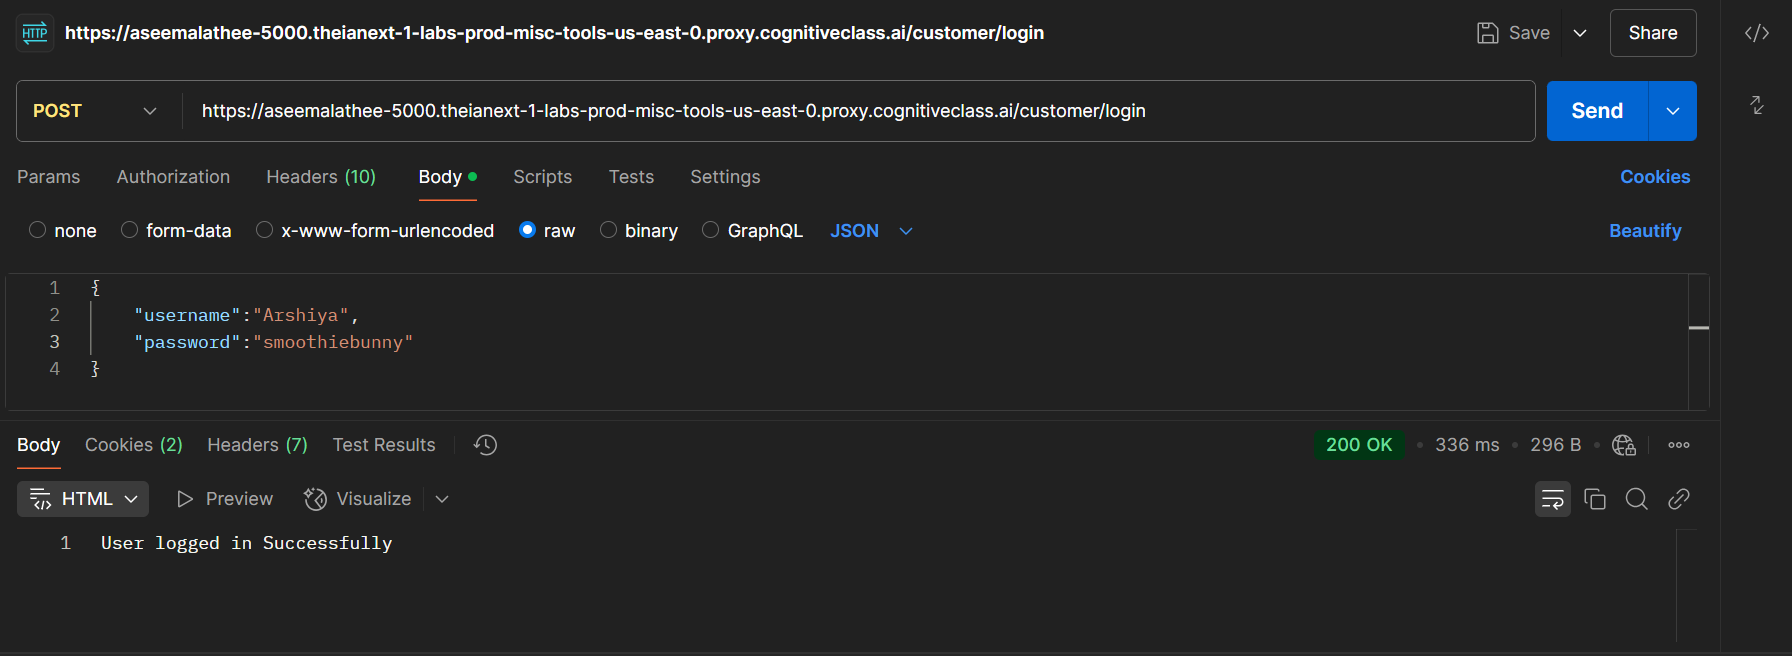 HTTP https://aseemalathee-5000.theianext-1-labs-prod-misc-tools-us-east-0.proxy.cognitiveclass.ai/customer/login Save Share
POST https://aseemalathee-5000.theianext-1-labs-prod-misc-tools-us-east-0.proxy.cognitiveclass.ai/customer/login Send
Params Authorization Headers (10) Body Scripts Tests Settings Cookies
none form-data x-www-form-urlencoded raw binary GraphQL JSON Beautify
1 {
2 "username":"Arshiya",
3 "password":"smoothiebunny"
4 }
Body Cookies (2) Headers (7) Test Results 200 OK • 336 ms • 296 B •
HTML Preview Visualize
1 User logged in Successfully